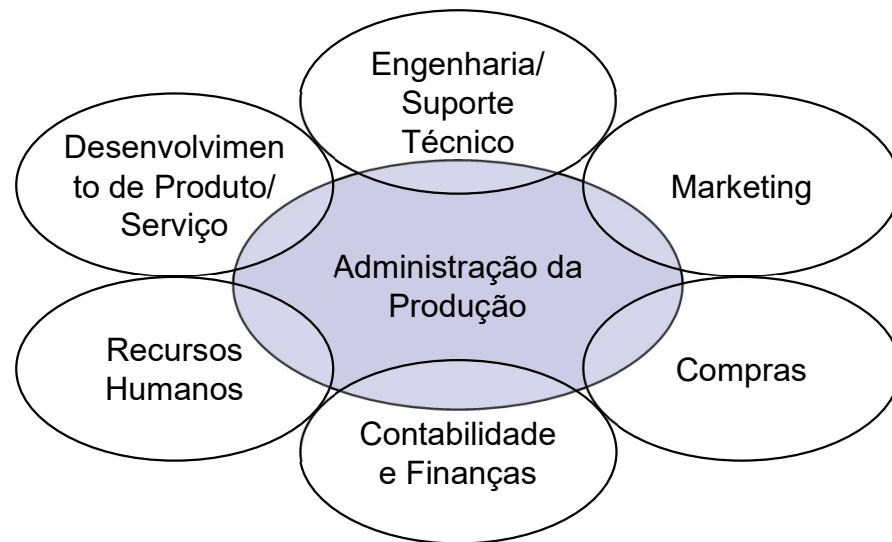 Engenharia/
Suporte
Técnico
Desenvolvimen
to de Produto/
Serviço
Marketing
Administração da
Produção
Recursos
Humanos
Compras
Contabilidade
e Finanças